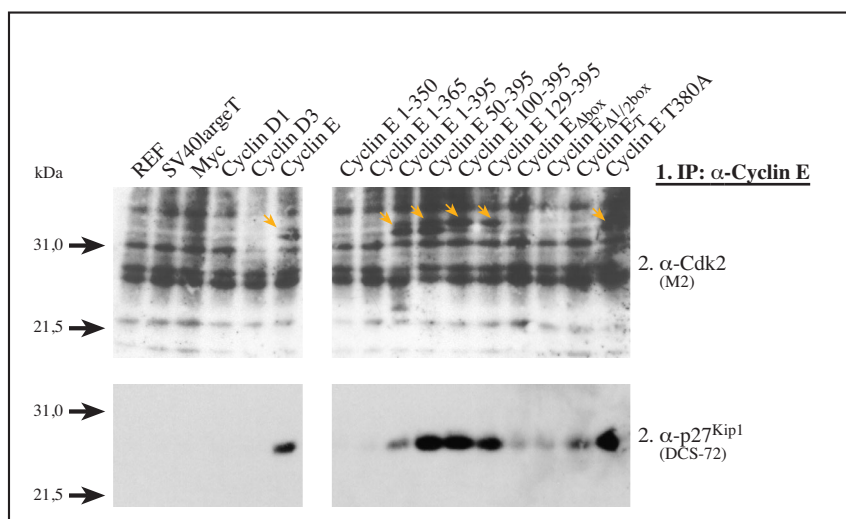 REF
SV40largeT
Myc
Cyclin D1
Cyclin D3
Cyclin E
Cyclin E 1-350
Cyclin E 1-365
Cyclin E 1-395
Cyclin E 50-395
Cyclin E 100-395
Cyclin E 129-395
Cyclin EΔbox
Cyclin EΔ1/2box
Cyclin ET
Cyclin E T380A
1. IP: α-Cyclin E
kDa
31,0
21,5
2. α-Cdk2
(M2)
31,0
21,5
2. α-p27Kip1
(DCS-72)